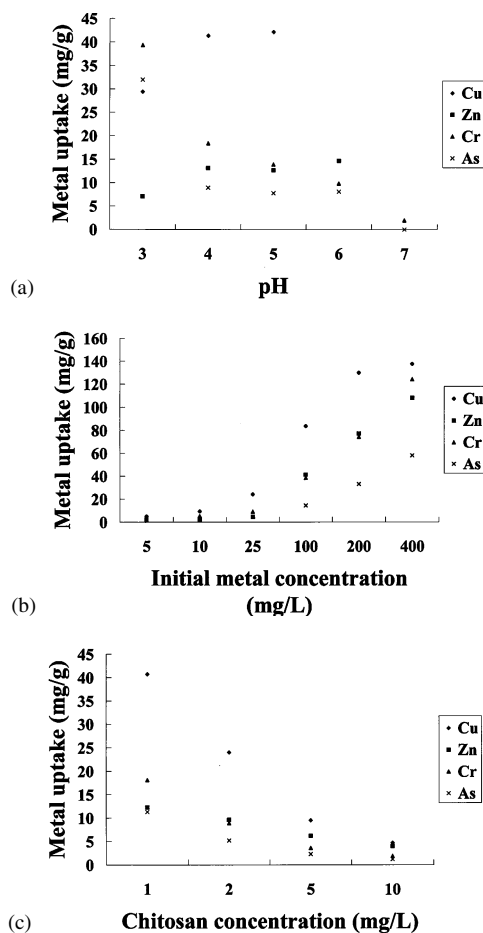 45
40
35
30
25
20
15
10
5
0
Metal uptake (mg/g)
3 4 5 6 7
pH
Cu
Zn
Cr
As
(a)
160
140
120
100
80
60
40
20
0
Metal uptake (mg/g)
5 10 25 100 200 400
Initial metal concentration
(mg/L)
Cu
Zn
Cr
As
(b)
45
40
35
30
25
20
15
10
5
0
Metal uptake (mg/g)
1 2 5 10
Chitosan concentration (mg/L)
Cu
Zn
Cr
As
(c)